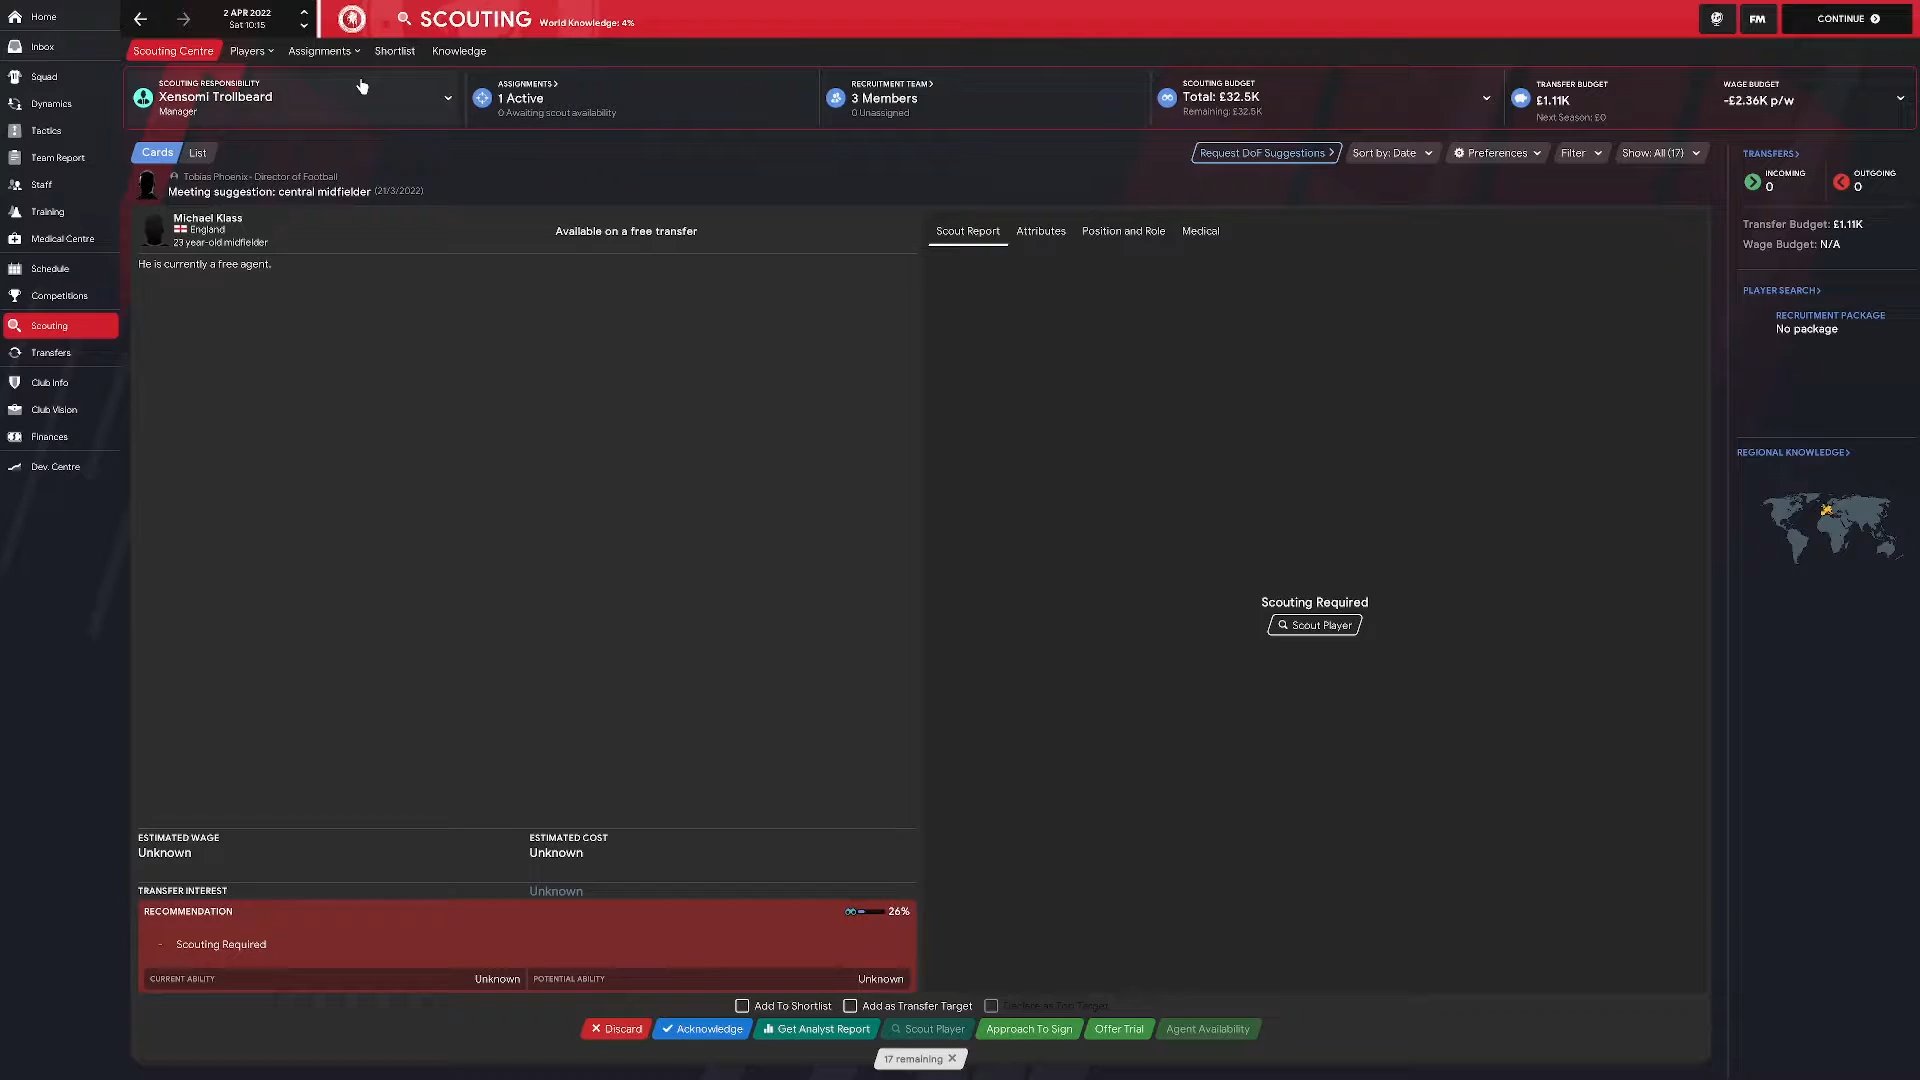 Home
2 APR 2022
Sat 10:15
SCOUTING World Knowledge: 4%
FM
CONTINUE
Inbox
Scouting Centre Players Assignments Shortlist Knowledge
Squad
Dynamics
Tactics
Team Report
Staff
Training
Medical Centre
Schedule
Competitions
Scouting
Transfers
Club Info
Club Vision
Finances
Dev. Centre
SCOUTING RESPONSIBILITY
Xensomi Trollbeard
Manager
ASSIGNMENTS >
1 Active
0 Awaiting scout availability
RECRUITMENT TEAM >
3 Members
0 Unassigned
SCOUTING BUDGET
Total: £32.5K
Remaining: £32.5K
TRANSFER BUDGET
£1.11K
Next Season: £0
WAGE BUDGET
-£2.36K p/w
Cards List
Request DoF Suggestions > Sort by: Date Preferences Filter Show: All (17)
Tobias Phoenix - Director of Football
Meeting suggestion: central midfielder (21/3/2022)
Michael Klass
England
23 year-old midfielder
Available on a free transfer
He is currently a free agent.
Scout Report Attributes Position and Role Medical
Scouting Required
Scout Player
ESTIMATED WAGE
Unknown
ESTIMATED COST
Unknown
TRANSFER INTEREST Unknown
RECOMMENDATION 26%
- Scouting Required
CURRENT ABILITY Unknown POTENTIAL ABILITY Unknown
Add To Shortlist Add as Transfer Target Declare as Top Target
Discard Acknowledge Get Analyst Report Scout Player Approach To Sign Offer Trial Agent Availability
17 remaining ×
TRANSFERS >
INCOMING
0
OUTGOING
0
Transfer Budget: £1.11K
Wage Budget: N/A
PLAYER SEARCH >
RECRUITMENT PACKAGE
No package
REGIONAL KNOWLEDGE >